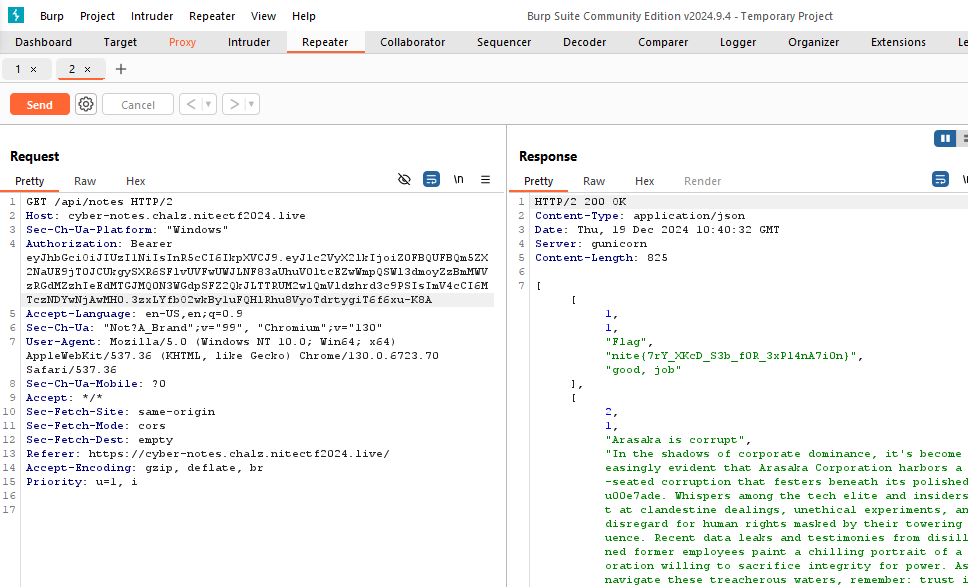 Burp Project Intruder Repeater View Help
Burp Suite Community Edition v2024.9.4 - Temporary Project
Dashboard Target Proxy Intruder Repeater Collaborator Sequencer Decoder Comparer Logger Organizer Extensions Le
1 × 2 × +
Send Cancel < >
Request
Pretty Raw Hex \n
1 GET /api/notes HTTP/2
2 Host: cyber-notes.chalz.nitectf2024.live
3 Sec-Ch-Ua-Platform: "Windows"
4 Authorization: Bearer
eyJhbGciOiJIUzI1NiIsInR5cCI6IkpXVCJ9.eyJ1c2VyX2lkIjoiZ0FBQUFBQm5ZX
5 Accept-Language: en-US,en;q=0.9
6 Sec-Ch-Ua: "Not?A_Brand";v="99", "Chromium";v="130"
7 User-Agent: Mozilla/5.0 (Windows NT 10.0; Win64; x64)
AppleWebKit/537.36 (KHTML, like Gecko) Chrome/130.0.6723.70
Safari/537.36
8 Sec-Ch-Ua-Mobile: ?0
9 Accept: */*
10 Sec-Fetch-Site: same-origin
11 Sec-Fetch-Mode: cors
12 Sec-Fetch-Dest: empty
13 Referer: https://cyber-notes.chalz.nitectf2024.live/
14 Accept-Encoding: gzip, deflate, br
15 Priority: u=1, i
16
17
Response
Pretty Raw Hex Render
1 HTTP/2 200 OK
2 Content-Type: application/json
3 Date: Thu, 19 Dec 2024 10:40:32 GMT
4 Server: gunicorn
5 Content-Length: 825
6
7 [
[
1,
1,
"Flag",
"nite{7rY_XKcD_S3b_f0R_3xPl4nA7i0n}",
"good, job"
],
[
2,
1,
"Arasaka is corrupt",
"In the shadows of corporate dominance, it's become
easingly evident that Arasaka Corporation harbors a
-seated corruption that festers beneath its polished
u00e7ade. Whispers among the tech elite and insiders
t at clandestine dealings, unethical experiments, an
disregard for human rights masked by their towering
uence. Recent data leaks and testimonies from disill
ned former employees paint a chilling portrait of a
oration willing to sacrifice integrity for power. As
navigate these treacherous waters, remember: trust i